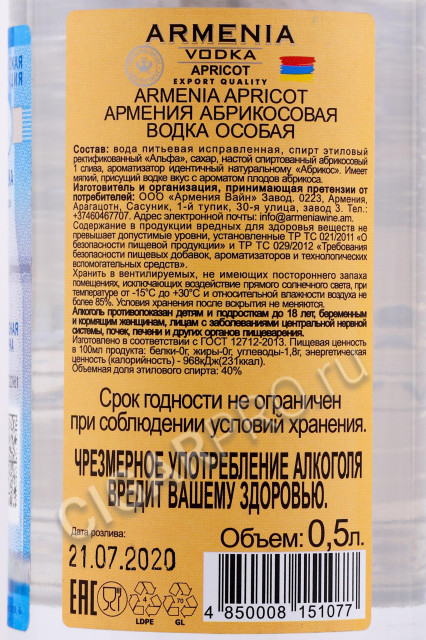 ARMENIA
VODKA
APRICOT
EXPORT QUALITY
ARMENIA APRICOT
АРМЕНИЯ АБРИКОСОВАЯ
ВОДКА ОСОБАЯ
Состав: вода питьевая исправленная, спирт этиловый
ректификованный «Альфа», сахар, настой спиртованный абрикосовый
1 слива, ароматизатор идентичный натуральному «Абрикос». Имеет
мягкий, присущий водке вкус с ароматом плодов абрикоса.
Изготовитель и организация, принимающая претензии от
потребителей: ООО «Армения Вайн» Завод. 0223, Армения,
Арагацотн, Сасуник, 1-й тупик, 30-я улица, завод 3. Тел.:
+37460467707. Адрес электронной почты: info@armeniawine.am.
Содержание в продукции вредных для здоровья веществ не
превышает допустимые уровни, установленные ТР ТС 021/2011 «О
безопасности пищевой продукции» и ТР ТС 029/2012 «Требования
безопасности пищевых добавок, ароматизаторов и технологических
вспомогательных средств».
Хранить в вентилируемых, не имеющих постороннего запаха
помещениях, исключающих воздействие прямого солнечного света, при
температуре от -15°С до +30°С и относительной влажности воздуха не
более 85%. Условия хранения после вскрытия не меняются.
Алкоголь противопоказан детям и подросткам до 18 лет, беременным
и кормящим женщинам, лицам с заболеваниями центральной нервной
системы, почек, печени и других органов пищеварения.
Изготовлено в соответствии с ГОСТ 12712-2013. Пищевая ценность
в 100мл продукта: белки-0г, жиры-0г, углеводы-1,8г, энергетическая
ценность (калорийность) - 968кДж(231ккал).
Объемная доля этилового спирта: 40%
Срок годности не ограничен
при соблюдении условий хранения.
ЧРЕЗМЕРНОЕ УПОТРЕБЛЕНИЕ АЛКОГОЛЯ
ВРЕДИТ ВАШЕМУ ЗДОРОВЬЮ.
Дата розлива:
21.07.2020
Объем: 0,5л.
EAC
4
LDPE
70
GL
4 850008 151077
CIGARPRO.RU